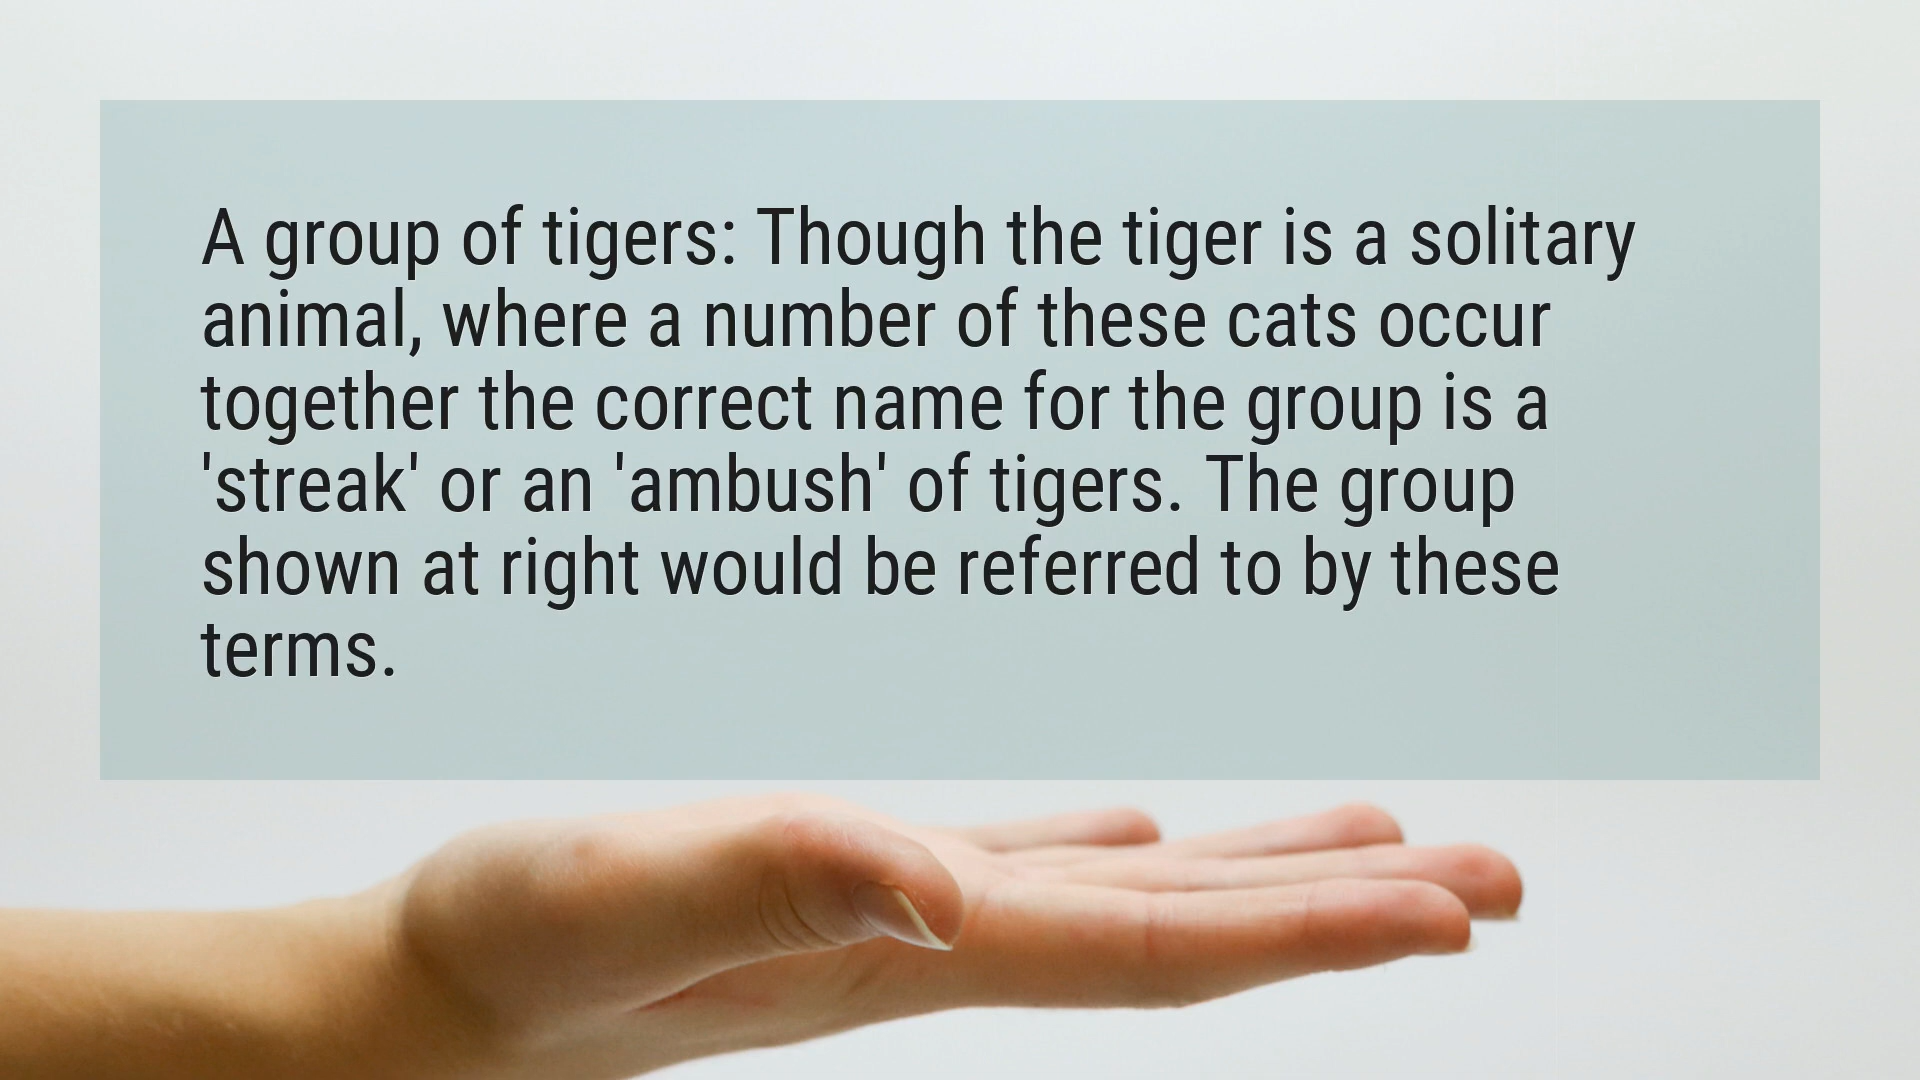 A group of tigers: Though the tiger is a solitary
animal, where a number of these cats occur
together the correct name for the group is a
'streak' or an 'ambush' of tigers. The group
shown at right would be referred to by these
terms.